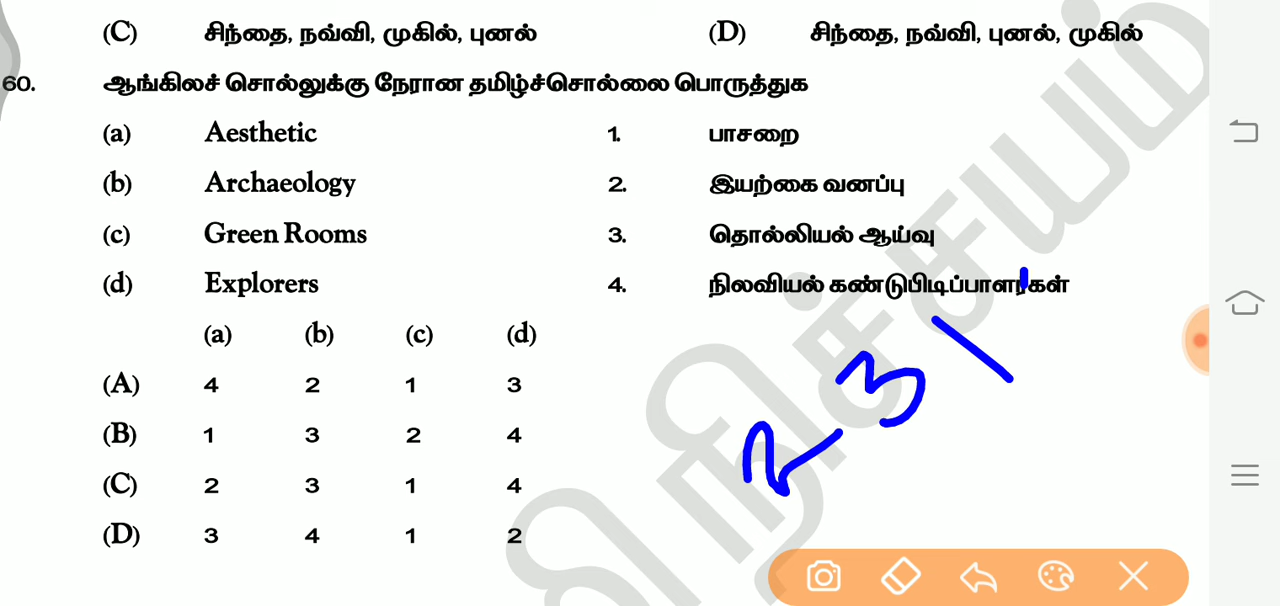 (C) சிந்தை, நவ்வி, முகில், புனல் (D) சிந்தை, நவ்வி, புனல், முகில்
60. ஆங்கிலச் சொல்லுக்கு நேரான தமிழ்ச்சொல்லை பொருத்துக
(a) Aesthetic 1. பாசறை
(b) Archaeology 2. இயற்கை வனப்பு
(c) Green Rooms 3. தொல்லியல் ஆய்வு
(d) Explorers 4. நிலவியல் கண்டுபிடிப்பாளர்கள்
(a) (b) (c) (d)
(A) 4 2 1 3
(B) 1 3 2 4
(C) 2 3 1 4
(D) 3 4 1 2
2 3 1